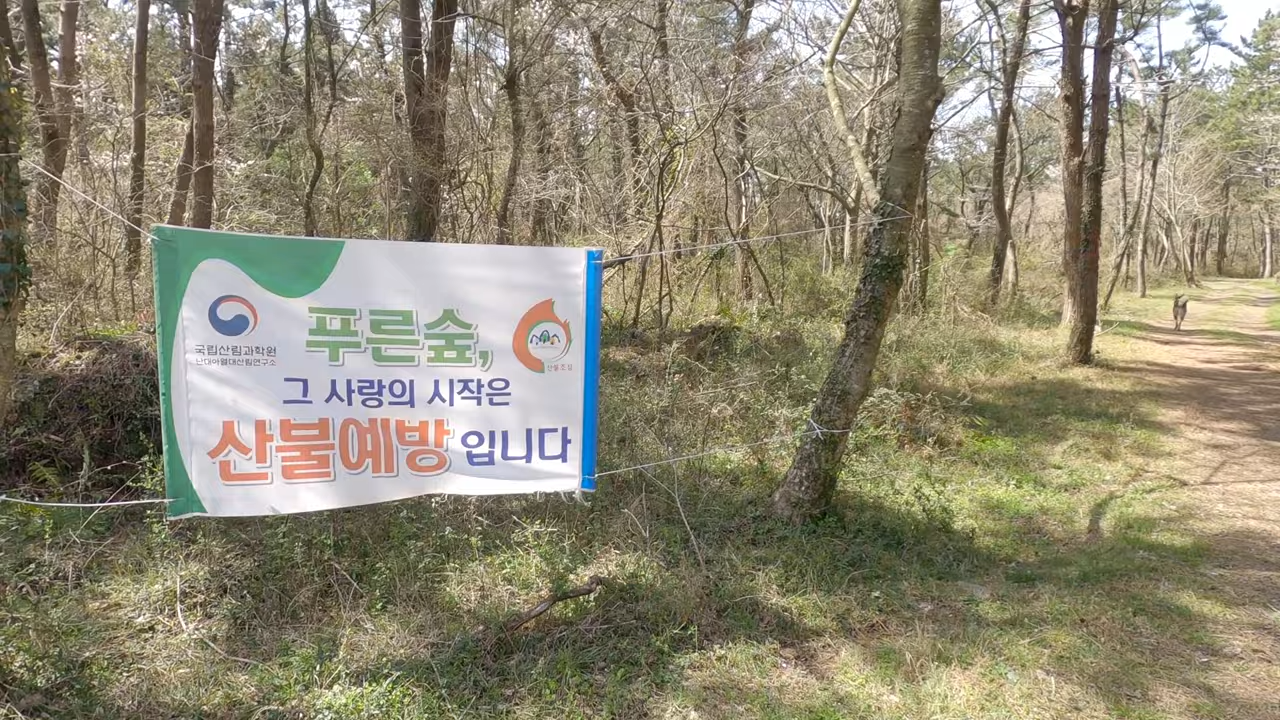 국립산림과학원
난대아열대산림연구소
푸른숲,
그 사랑의 시작은
산불예방 입니다
산불조심